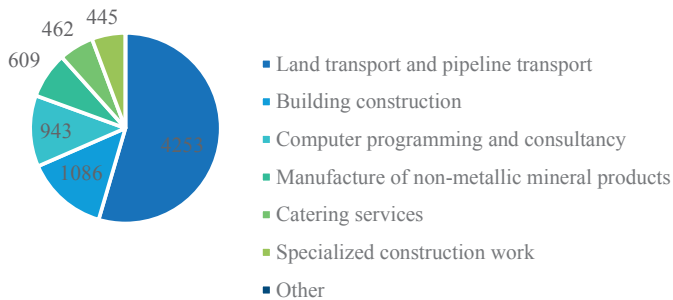 445
462
609
943
1086
Land transport and pipeline transport
Building construction
Computer programming and consultancy
Manufacture of non-metallic mineral products
Catering services
Specialized construction work
Other